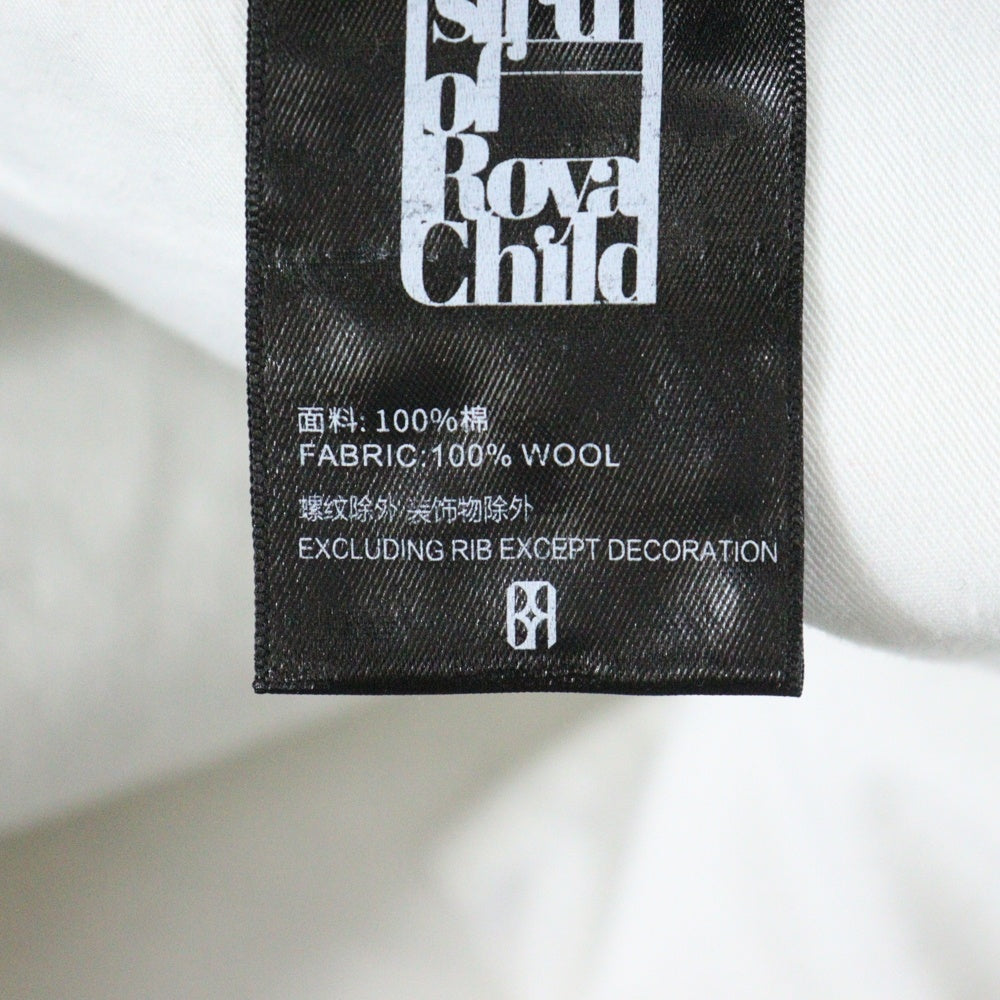 of
Royal
Child
面料: 100%棉
FABRIC:100% WOOL
螺纹除外 装饰物除外
EXCLUDING RIB EXCEPT DECORATION